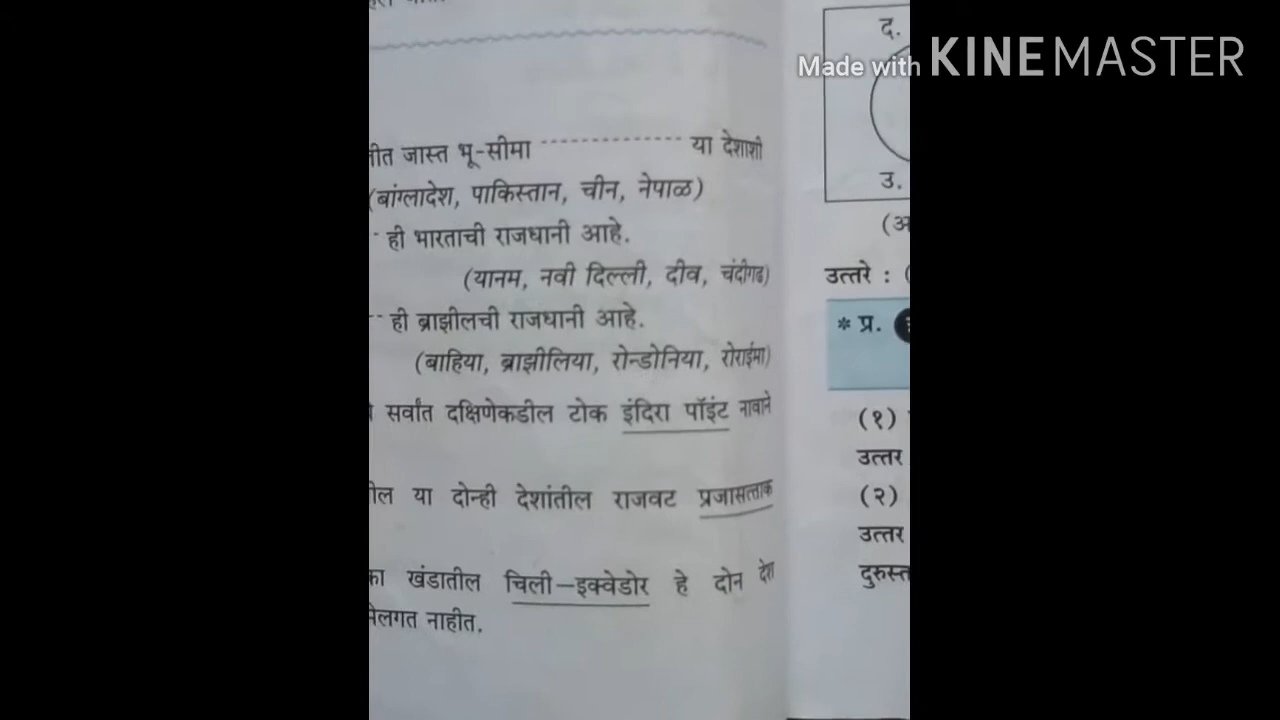 तीत जास्त भू-सीमा ------------ या देशाशी
(बांग्लादेश, पाकिस्तान, चीन, नेपाळ)
- ही भारताची राजधानी आहे.
(यानम, नवी दिल्ली, दीव, चंदीगढ)
-- ही ब्राझीलची राजधानी आहे.
(बाहिया, ब्राझीलिया, रोन्डोनिया, रोराईमा)
सर्वांत दक्षिणेकडील टोक इंदिरा पॉइंट नावाने
ील या दोन्ही देशांतील राजवट प्रजासत्ताक
का खंडातील चिली–इक्वेडोर हे दोन देश
लगत नाहीत.
द.
उ.
(अ
उत्तरे : (
* प्र.
(१)
उत्तर
(२)
उत्तर
दुरुस्त
Made with KINEMASTER